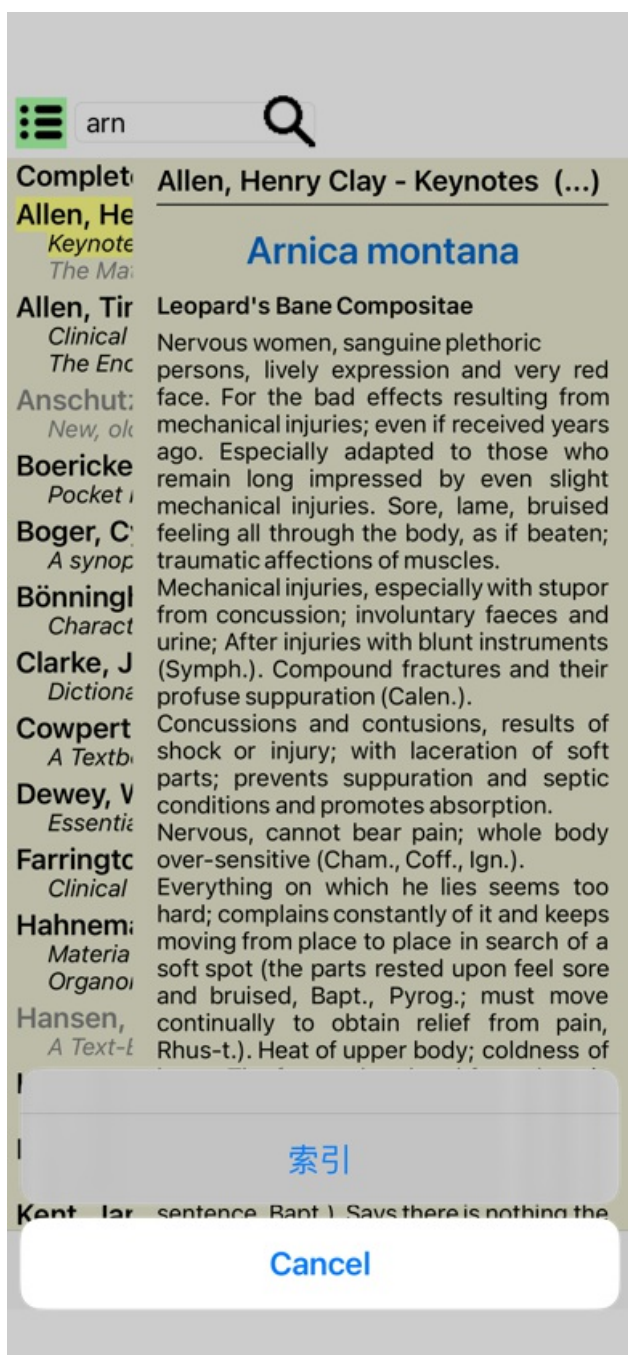 arn
Complet
Allen, He
Keynote
The Mat
Allen, Tir
Clinical
The Enc
Anschutz
New, old
Boericke
Pocket
Boger, Cy
A synop
Bönningh
Charact
Clarke, J
Dictiona
Cowpert
A Textb
Dewey, W
Essentia
Farringto
Clinical
Hahnema
Materia
Organon
Hansen,
A Text-B
Kent, Jar
Allen, Henry Clay - Keynotes (...)
Arnica montana
Leopard's Bane Compositae
Nervous women, sanguine plethoric
persons, lively expression and very red
face. For the bad effects resulting from
mechanical injuries; even if received years
ago. Especially adapted to those who
remain long impressed by even slight
mechanical injuries. Sore, lame, bruised
feeling all through the body, as if beaten;
traumatic affections of muscles.
Mechanical injuries, especially with stupor
from concussion; involuntary faeces and
urine; After injuries with blunt instruments
(Symph.). Compound fractures and their
profuse suppuration (Calen.).
Concussions and contusions, results of
shock or injury; with laceration of soft
parts; prevents suppuration and septic
conditions and promotes absorption.
Nervous, cannot bear pain; whole body
over-sensitive (Cham., Coff., Ign.).
Everything on which he lies seems too
hard; complains constantly of it and keeps
moving from place to place in search of a
soft spot (the parts rested upon feel sore
and bruised, Bapt., Pyrog.; must move
continually to obtain relief from pain,
Rhus-t.). Heat of upper body; coldness of
sentence, Bapt.). Says there is nothing the
索引
Cancel